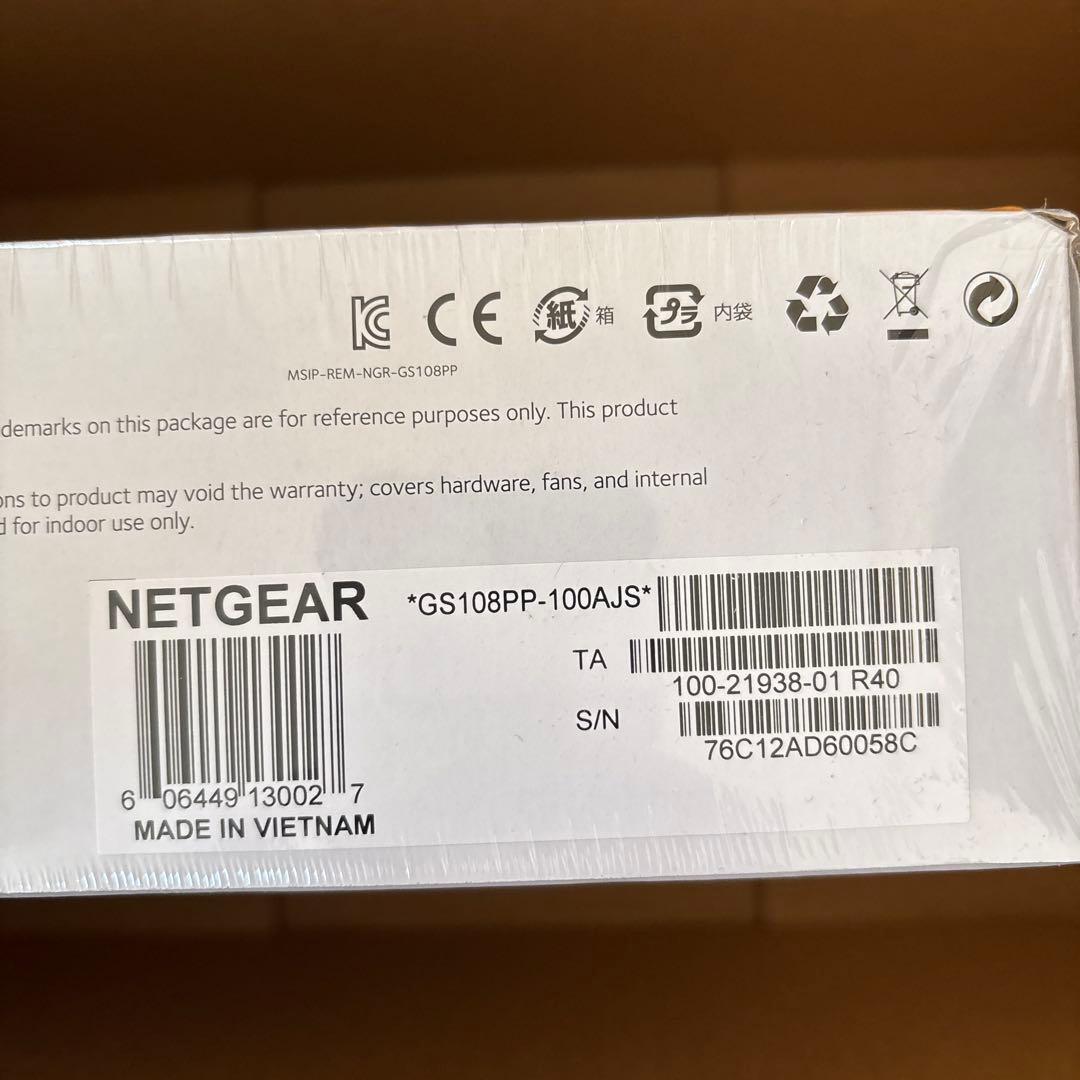 紙 箱 プラ 内袋
MSIP-REM-NGR-GS108PP
demarks on this package are for reference purposes only. This product
ons to product may void the warranty; covers hardware, fans, and internal
d for indoor use only.
NETGEAR *GS108PP-100AJS*
TA
100-21938-01 R40
S/N
76C12AD60058C
6 06449 13002 7
MADE IN VIETNAM